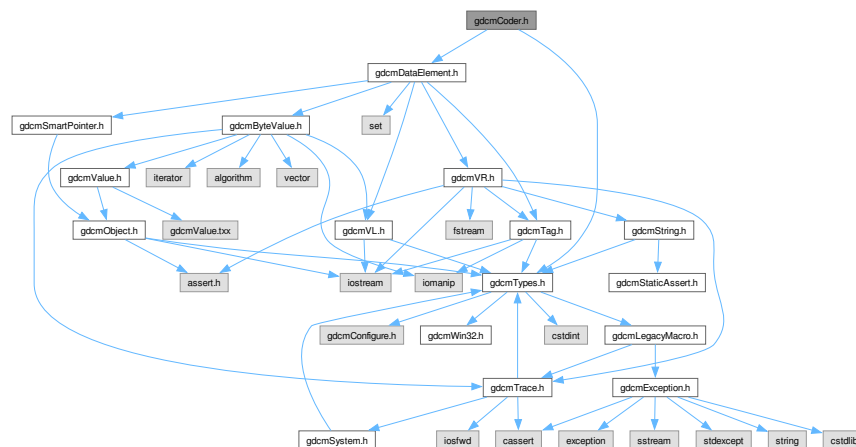 gdcmCoder.h
gdcmDataElement.h
gdcmSmartPointer.h
gdcmByteValue.h
set
gdcmValue.h
iterator
algorithm
vector
gdcmVR.h
gdcmObject.h
gdcmValue.txx
gdcmVL.h
fstream
gdcmTag.h
gdcmString.h
assert.h
iostream
iomanip
gdcmTypes.h
gdcmStaticAssert.h
gdcmConfigure.h
gdcmWin32.h
cstdint
gdcmLegacyMacro.h
gdcmTrace.h
gdcmException.h
gdcmSystem.h
iosfwd
cassert
exception
sstream
stdexcept
string
cstdlib